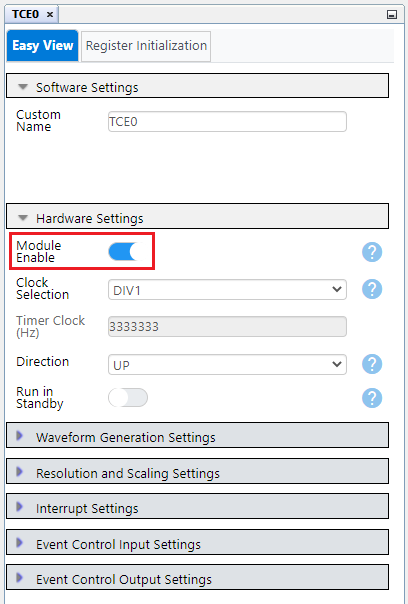 TCE0
Easy View
Register Initialization
Software Settings
Custom
Name
TCE0
Hardware Settings
Module
Enable
?
Clock
Selection
DIV1
?
Timer Clock
(Hz)
3333333
Direction
UP
?
Run in
Standby
?
Waveform Generation Settings
Resolution and Scaling Settings
Interrupt Settings
Event Control Input Settings
Event Control Output Settings